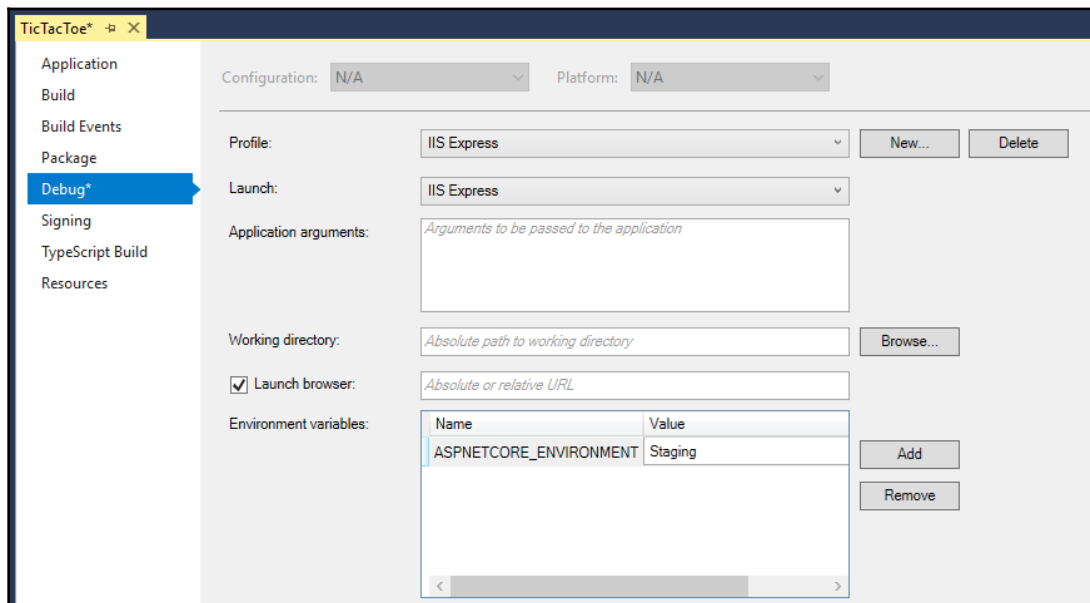 TicTacToe*
Application
Build
Build Events
Package
Debug*
Signing
TypeScript Build
Resources
Configuration: N/A Platform: N/A
Profile: IIS Express New... Delete
Launch: IIS Express
Application arguments: Arguments to be passed to the application
Working directory: Absolute path to working directory Browse...
Launch browser: Absolute or relative URL
Environment variables: Name Value
ASPNETCORE_ENVIRONMENT Staging Add
Remove